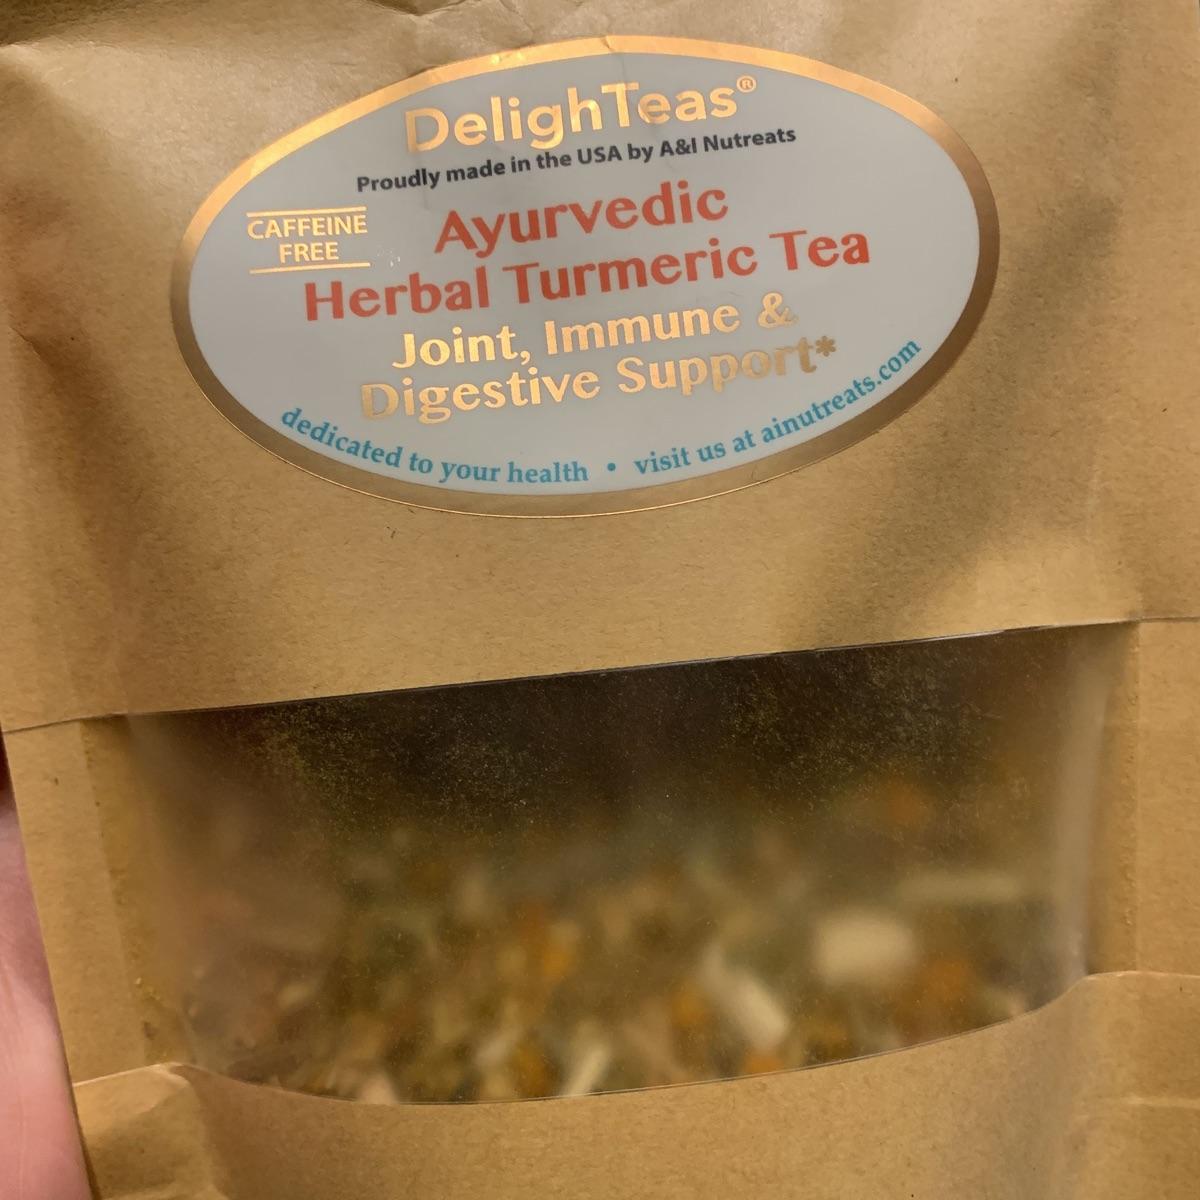 DelighTeas®
Proudly made in the USA by A&I Nutreats
CAFFEINE
FREE
Ayurvedic
Herbal Turmeric Tea
Joint, Immune &
Digestive Support*
dedicated to your health • visit us at ainutreats.com